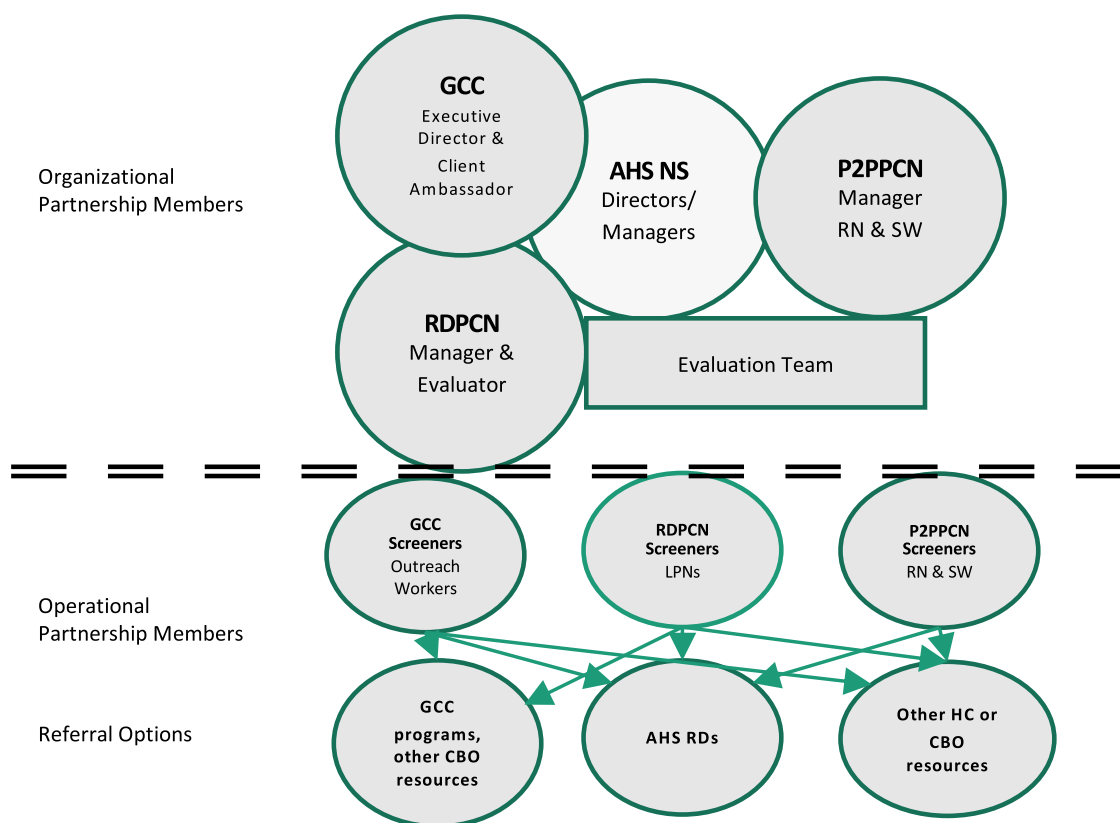 Organizational
Partnership Members
GCC
Executive
Director &
Client
Ambassador
AHS NS
Directors/
Managers
P2PPCN
Manager
RN & SW
RDPCN
Manager &
Evaluator
Evaluation Team
Operational
Partnership Members
GCC
Screeners
Outreach
Workers
RDPCN
Screeners
LPNs
P2PPCN
Screeners
RN & SW
Referral Options
GCC
programs,
other CBO
resources
AHS RDs
Other HC or
CBO
resources